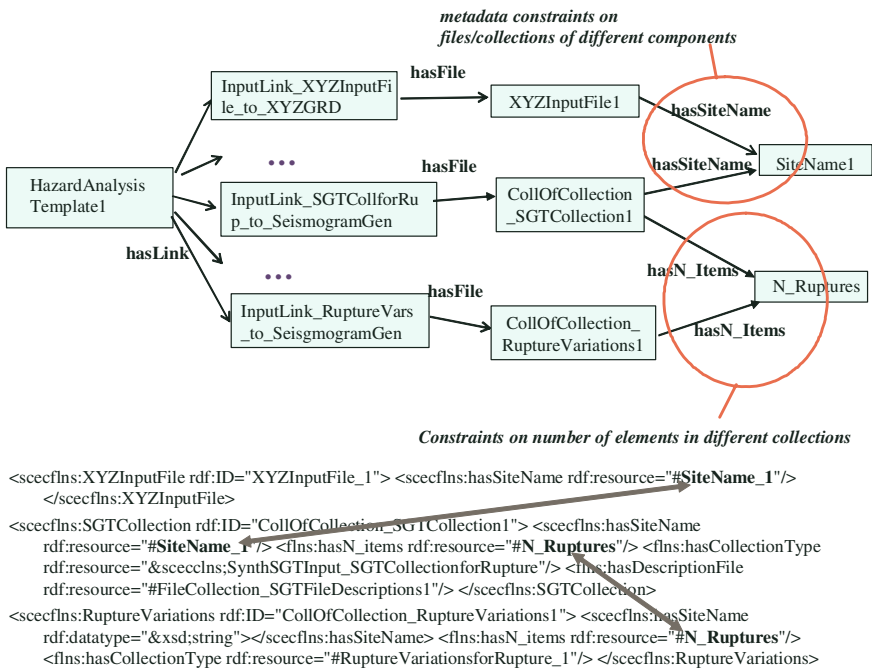 metadata constraints on
files/collections of different components
InputLink_XYZInputFi
le_to_XYZGRD
hasFile
XYZInputFile1
hasSiteName
hasSiteName
SiteName1
...
HazardAnalysis
Template1
InputLink_SGTCollforRu
p_to_SeismogramGen
hasFile
CollOfCollection
_SGTCollection1
hasLink
...
hasN_Items
N_Ruptures
InputLink_RuptureVars
_to_SeisgmogramGen
hasFile
CollOfCollection_
RuptureVariations1
hasN_Items
Constraints on number of elements in different collections
<scecflns:XYZInputFile rdf:ID="XYZInputFile_1"> <scecflns:hasSiteName rdf:resource="#SiteName_1"/>
</scecflns:XYZInputFile>
<scecflns:SGTCollection rdf:ID="CollOfCollection_SGTCollection1"> <scecflns:hasSiteName
rdf:resource="#SiteName_1"/> <flns:hasN_items rdf:resource="#N_Ruptures"/> <flns:hasCollectionType
rdf:resource="&scecclns;SynthSGTInput_SGTCollectionforRupture"/> <flns:hasDescriptionFile
rdf:resource="#FileCollection_SGTFileDescriptions1"/> </scecflns:SGTCollection>
<scecflns:RuptureVariations rdf:ID="CollOfCollection_RuptureVariations1"> <scecflns:hasSiteName
rdf:datatype="&xsd;string"></scecflns:hasSiteName> <flns:hasN_items rdf:resource="#N_Ruptures"/>
<flns:hasCollectionType rdf:resource="#RuptureVariationsforRupture_1"/> </scecflns:RuptureVariations>